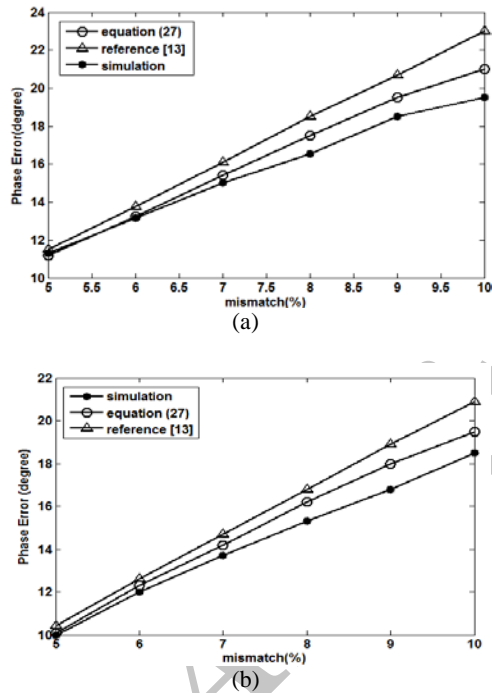 24
22
20
18
16
14
12
10
Phase Error(degree)
equation (27)
reference [13]
simulation
5 5.5 6 6.5 7 7.5 8 8.5 9 9.5 10
mismatch(%)
(a)
22
20
18
16
14
12
10
Phase Error (degree)
simulation
equation (27)
reference [13]
5 6 7 8 9 10
mismatch(%)
(b)